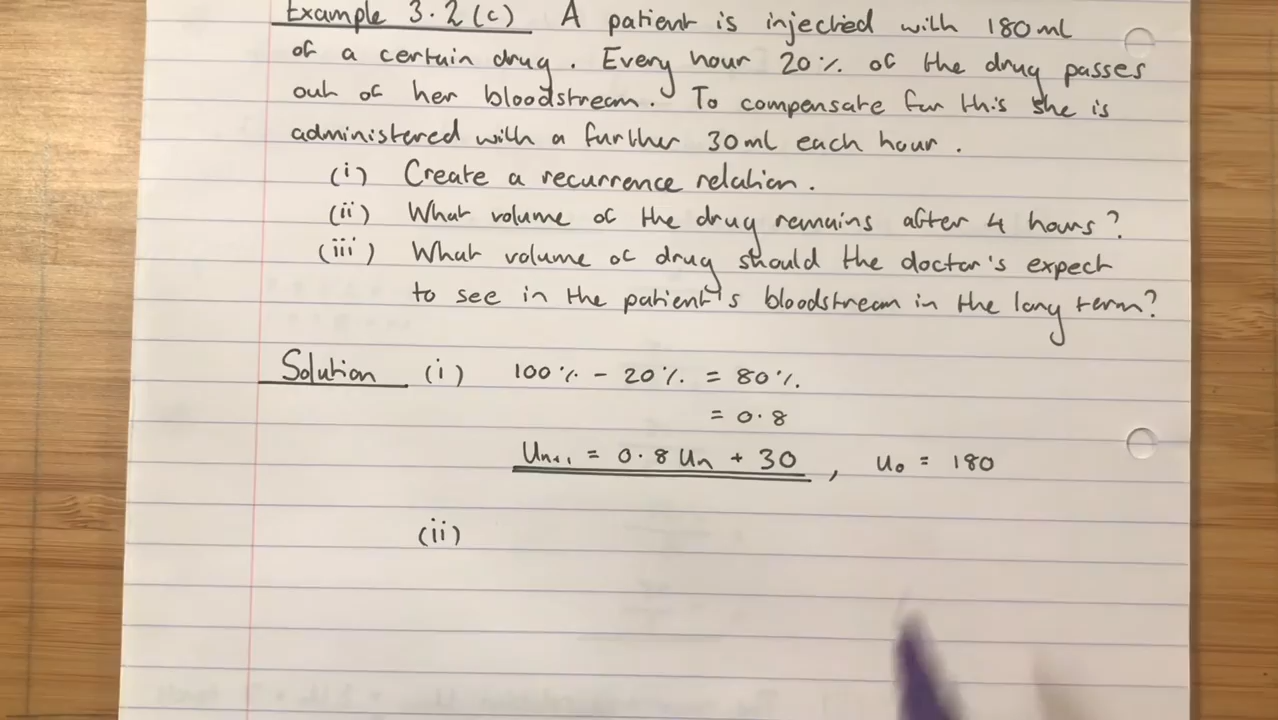 Example 3.2(c) A patient is injected with 180ml
of a certain drug. Every hour 20% of the drug passes
out of her bloodstream. To compensate for this she is
administered with a further 30ml each hour.
(i) Create a recurrence relation.
(ii) What volume of the drug remains after 4 hours?
(iii) What volume of drug should the doctor's expect
to see in the patient's bloodstream in the long term?
Solution (i) 100% - 20% = 80%.
= 0.8
Un+1 = 0.8 Un + 30, U0 = 180
(ii)